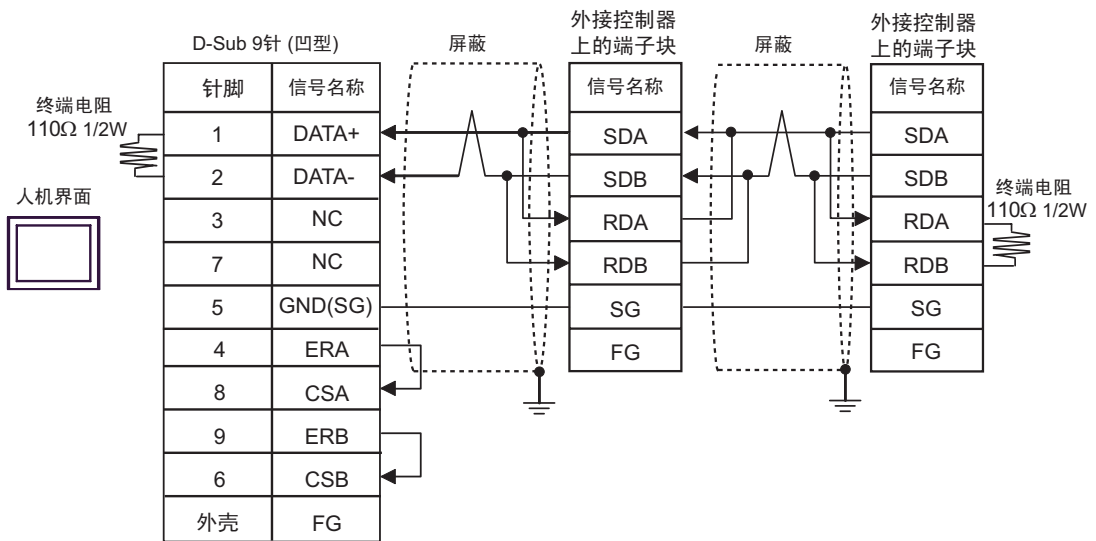 D-Sub 9针 (凹型)
屏蔽
外接控制器
上的端子块
屏蔽
外接控制器
上的端子块
终端电阻
110Ω 1/2W
人机界面
针脚 信号名称
1 DATA+
2 DATA-
3 NC
7 NC
5 GND(SG)
4 ERA
8 CSA
9 ERB
6 CSB
外壳 FG
信号名称
SDA
SDB
RDA
RDB
SG
FG
信号名称
SDA
SDB
RDA
RDB
SG
FG
终端电阻
110Ω 1/2W